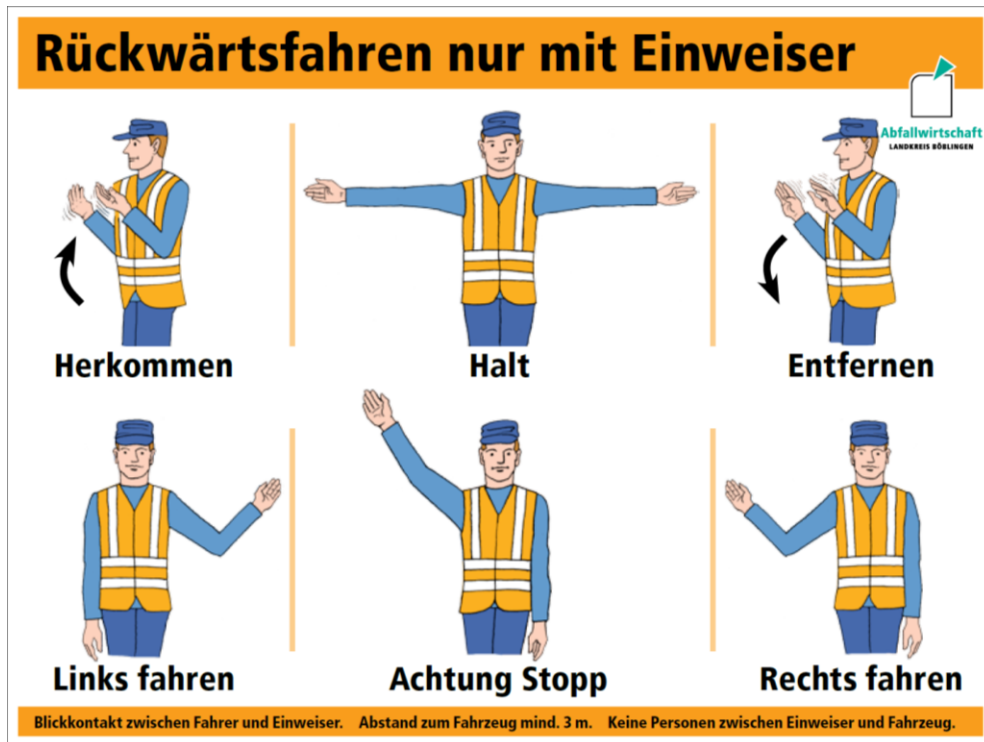 Rückwärtsfahren nur mit Einweiser
Abfallwirtschaft
LANDKREIS BÖBLINGEN
Herkommen
Halt
Entfernen
Links fahren
Achtung Stopp
Rechts fahren
Blickkontakt zwischen Fahrer und Einweiser. Abstand zum Fahrzeug mind. 3 m. Keine Personen zwischen Einweiser und Fahrzeug.